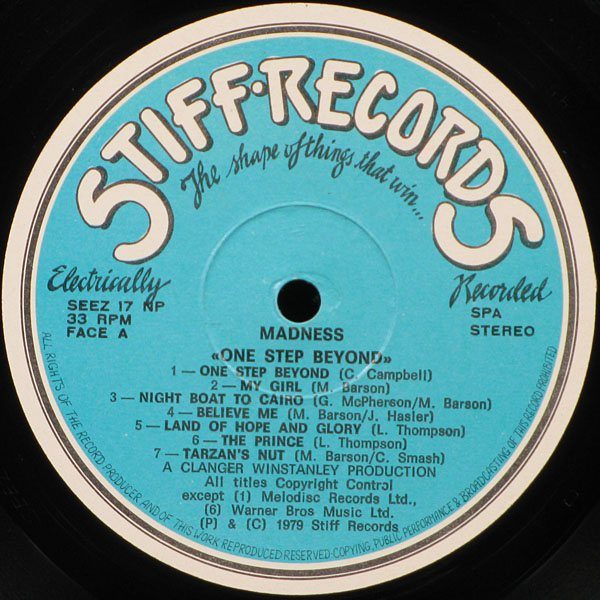 STIFF·RECORDS
The shape of things that win...
Electrically
Recorded
SEEZ 17 NP
33 RPM
FACE A
SPA
STEREO
MADNESS
«ONE STEP BEYOND»
1 — ONE STEP BEYOND (C. Campbell)
2 — MY GIRL (M. Barson)
3 — NIGHT BOAT TO CAIRO (G. McPherson/M. Barson)
4 — BELIEVE ME (M. Barson/J. Hasler)
5 — LAND OF HOPE AND GLORY (L. Thompson)
6 — THE PRINCE (L. Thompson)
7 — TARZAN'S NUT (M. Barson/C. Smash)
A CLANGER WINSTANLEY PRODUCTION
All titles Copyright Control
except (1) Melodisc Records Ltd.,
(6) Warner Bros Music Ltd.
(P) & (C) 1979 Stiff Records
ALL RIGHTS OF THE RECORD PRODUCER AND OF THIS WORK REPRODUCED RESERVED·COPYING, PUBLIC PERFORMANCE & BROADCASTING OF THIS RECORD PROHIBITED